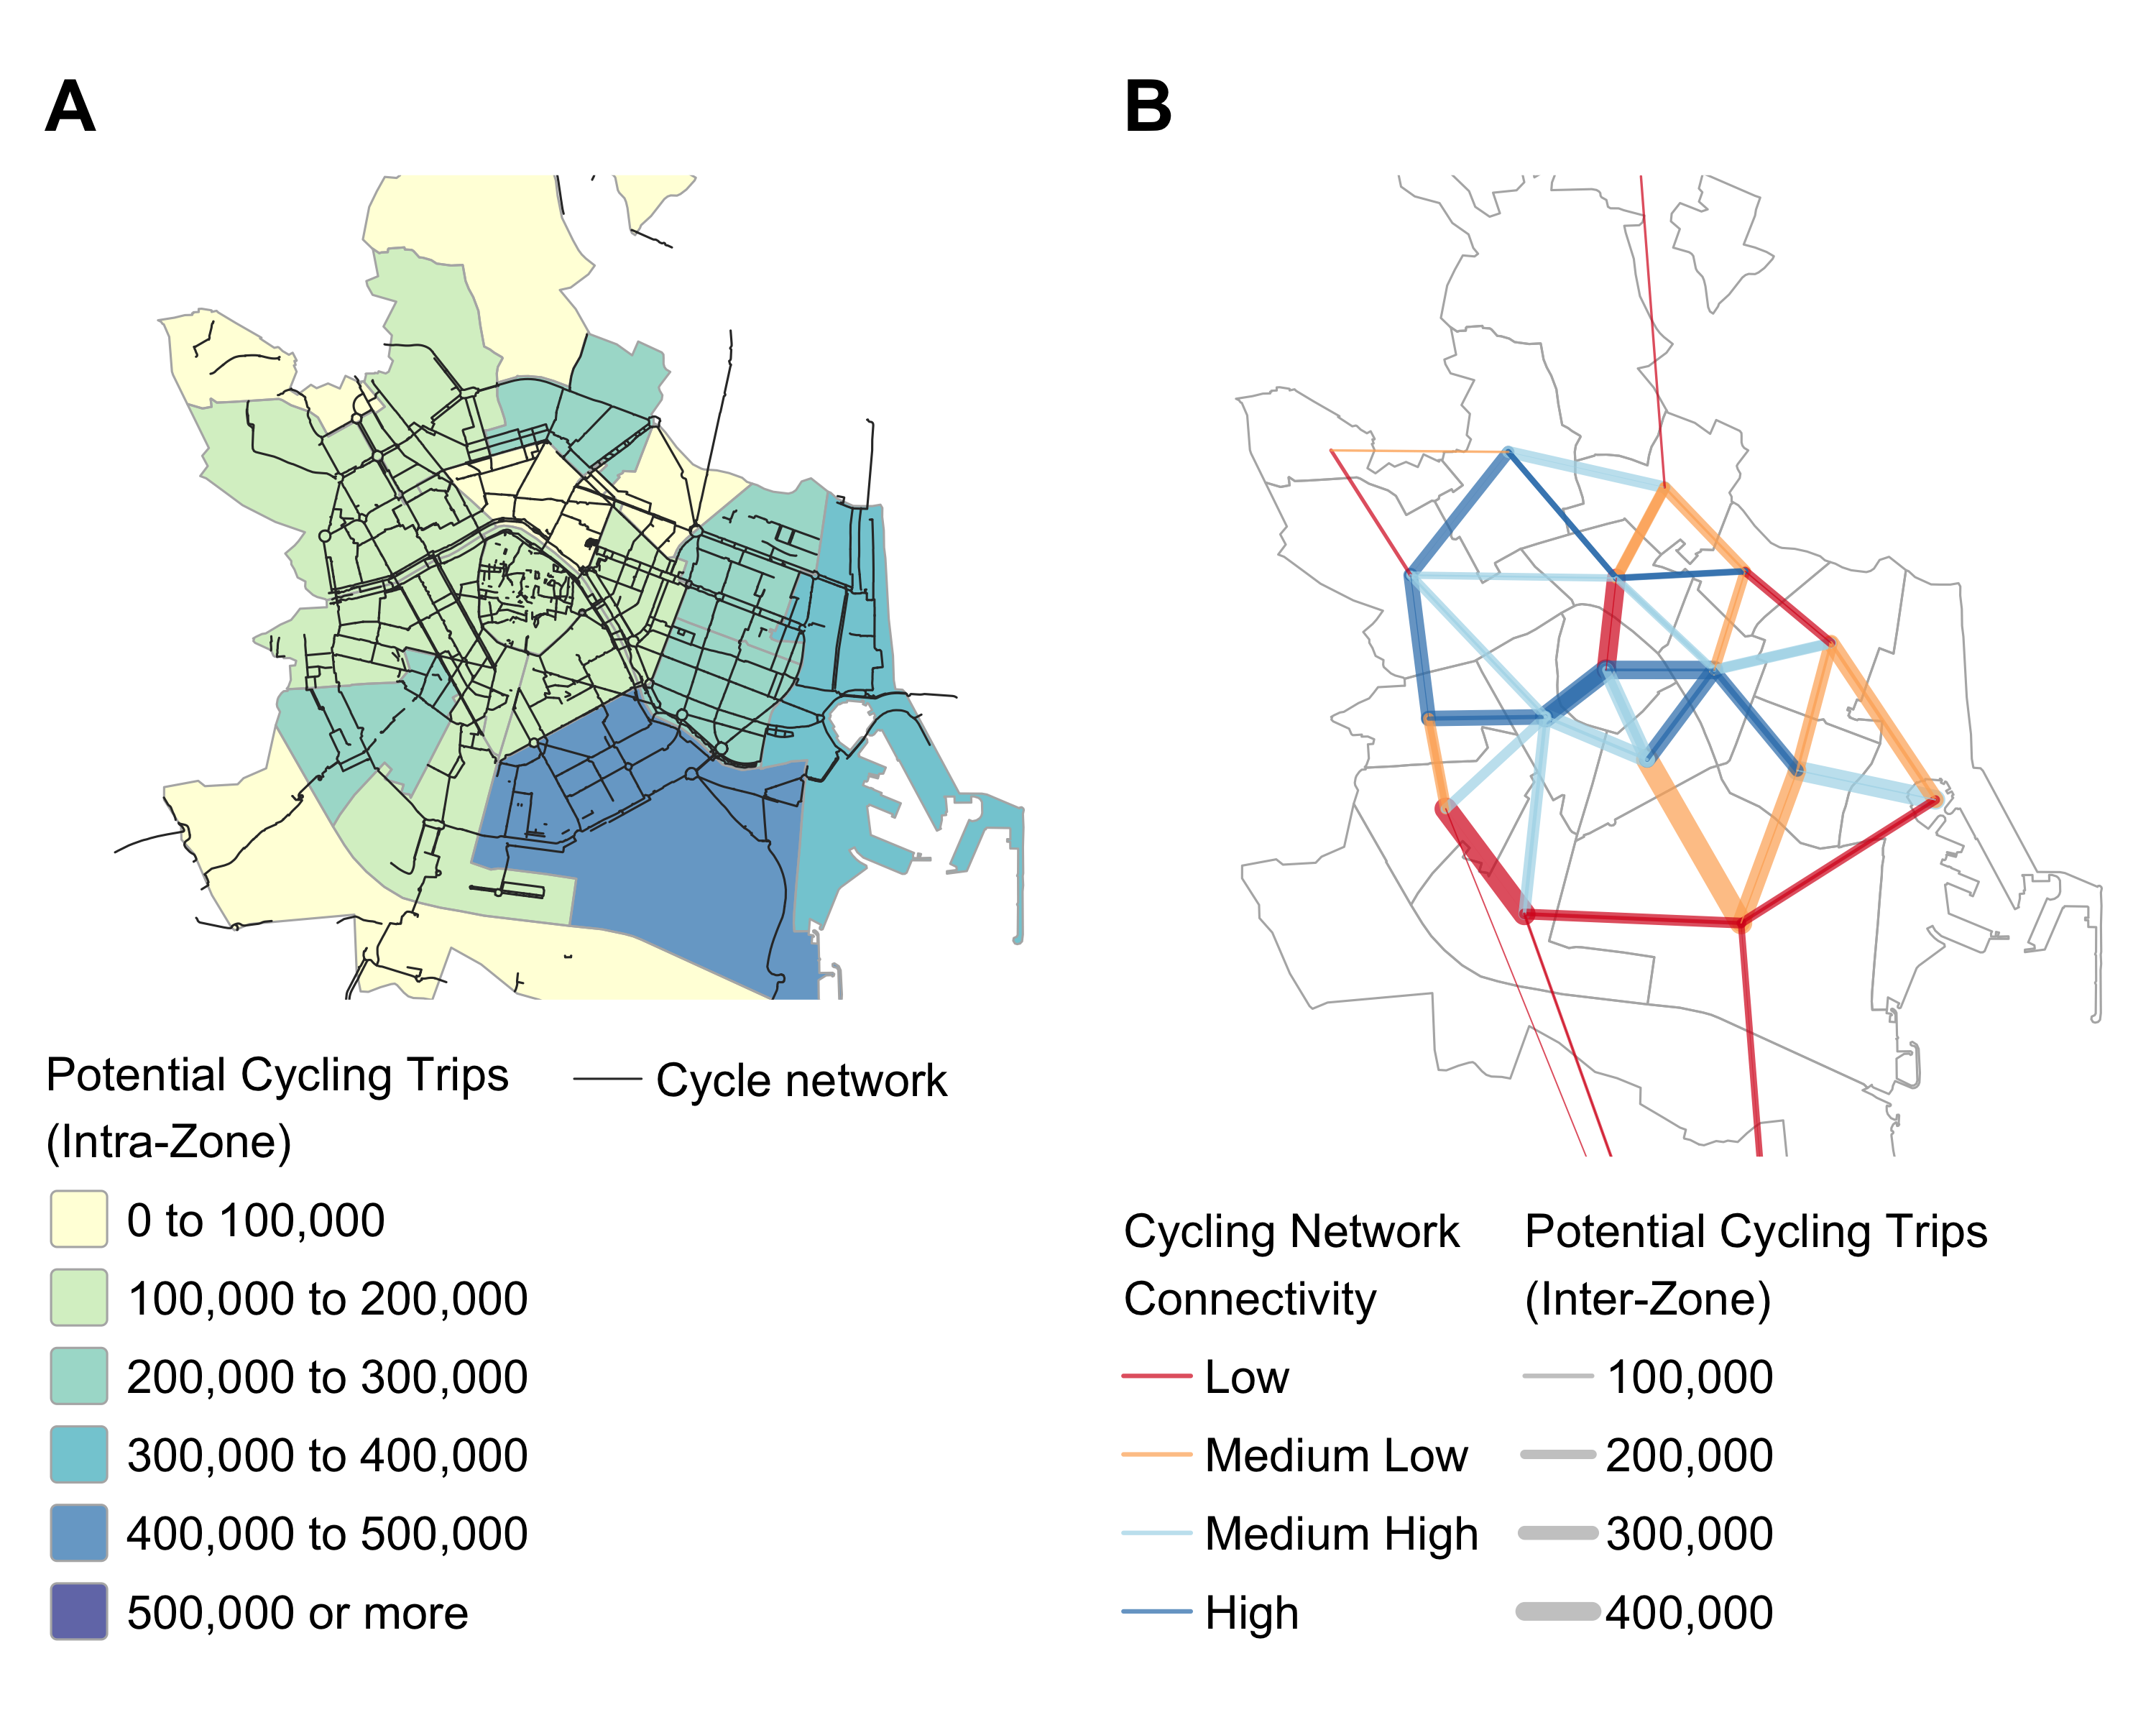 A
B
Potential Cycling Trips
(Intra-Zone)
Cycle network
0 to 100,000
100,000 to 200,000
200,000 to 300,000
300,000 to 400,000
400,000 to 500,000
500,000 or more
Cycling Network
Connectivity
Low
Medium Low
Medium High
High
Potential Cycling Trips
(Inter-Zone)
100,000
200,000
300,000
400,000